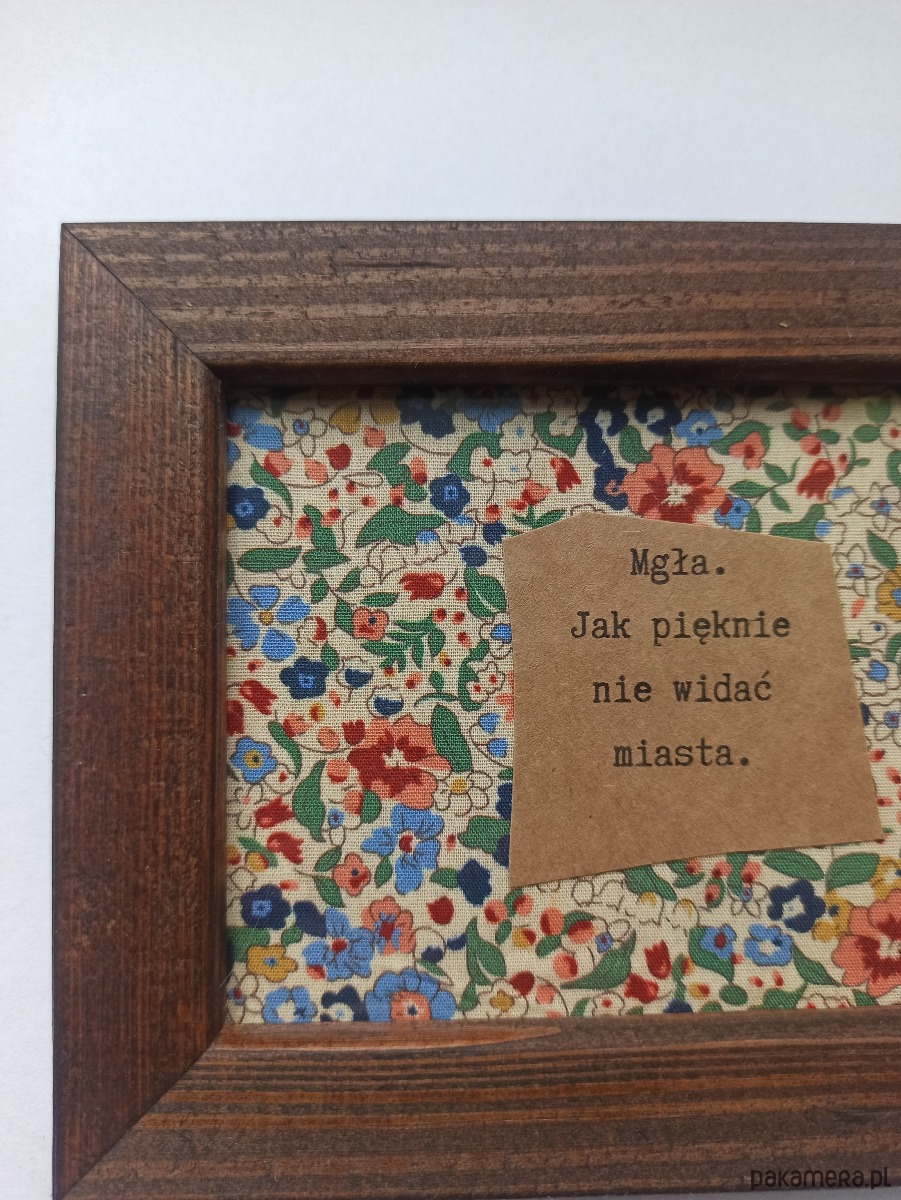 Mgła.
Jak pięknie
nie widać
miasta.
pakamera.pl